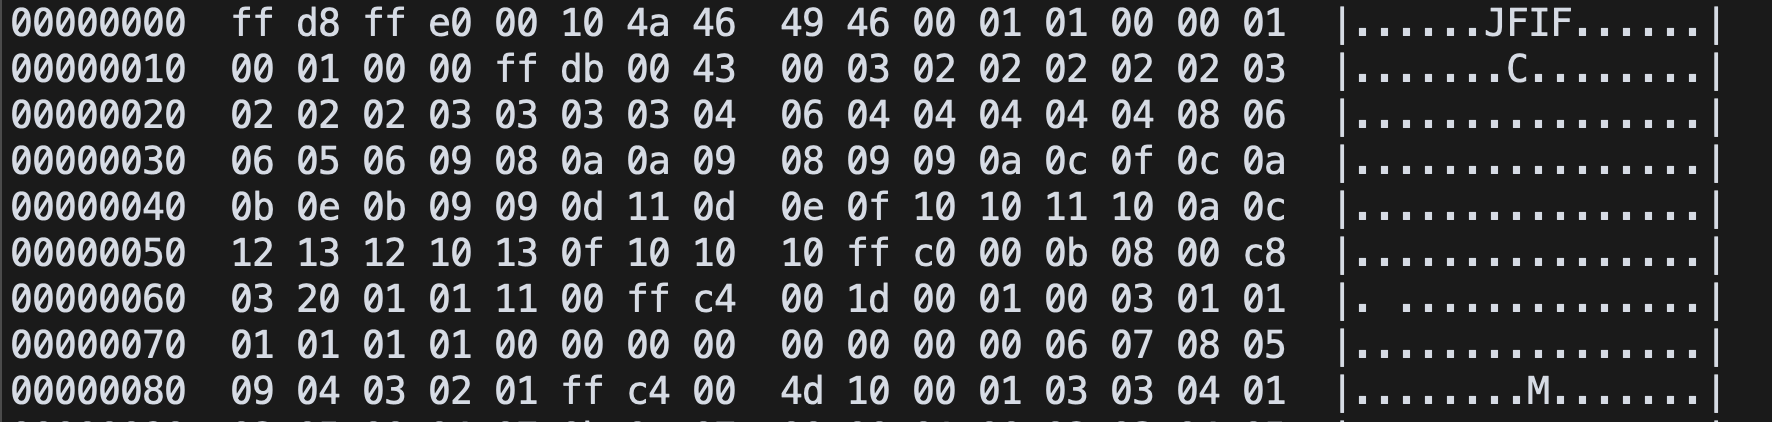 00000000  ff d8 ff e0 00 10 4a 46  49 46 00 01 01 00 00 01  |......JFIF......|
00000010  00 01 00 00 ff db 00 43  00 03 02 02 02 02 02 03  |.......C........|
00000020  02 02 02 03 03 03 03 04  06 04 04 04 04 04 08 06  |................|
00000030  06 05 06 09 08 0a 0a 09  08 09 09 0a 0c 0f 0c 0a  |................|
00000040  0b 0e 0b 09 09 0d 11 0d  0e 0f 10 10 11 10 0a 0c  |................|
00000050  12 13 12 10 13 0f 10 10  10 ff c0 00 0b 08 00 c8  |................|
00000060  03 20 01 01 11 00 ff c4  00 1d 00 01 00 03 01 01  |. ..............|
00000070  01 01 01 01 00 00 00 00  00 00 00 00 06 07 08 05  |................|
00000080  09 04 03 02 01 ff c4 00  4d 10 00 01 03 03 04 01  |........M.......|